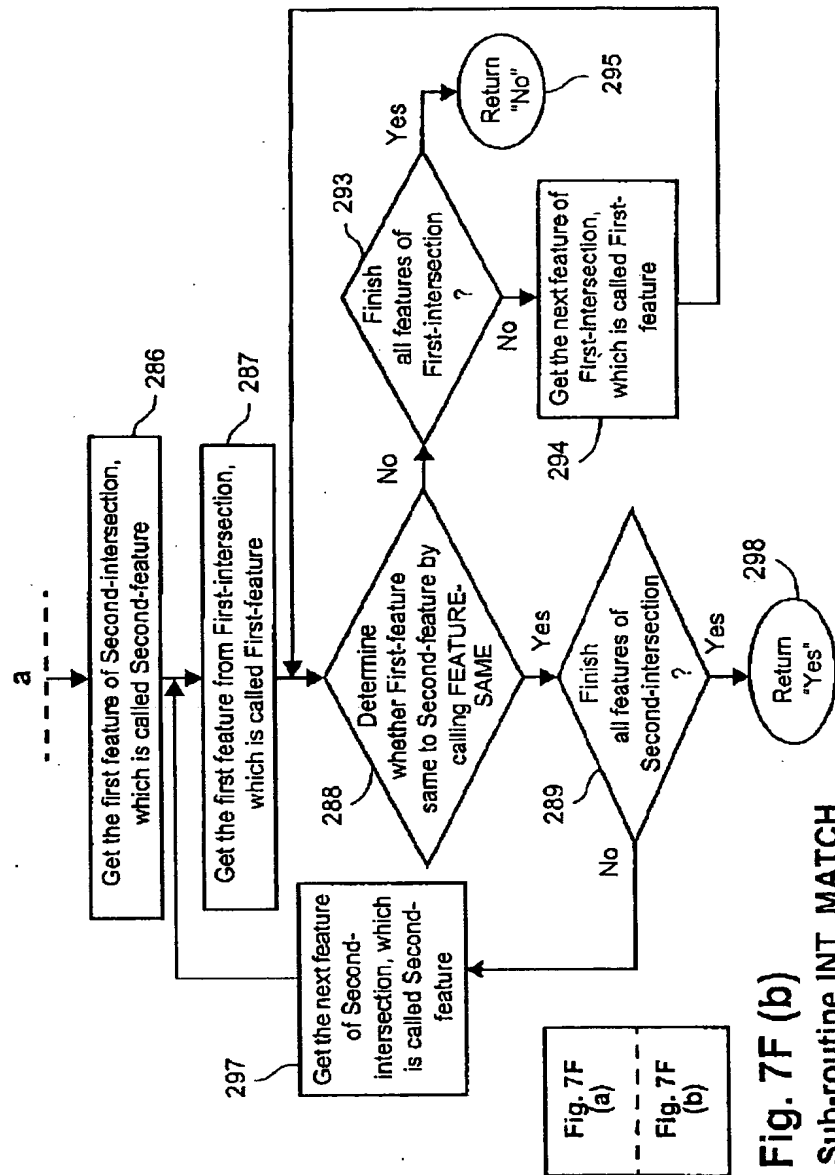 a
Get the first feature of Second-intersection,
which is called Second-feature
286
Get the first feature from First-intersection,
which is called First-feature
287
Determine
whether First-feature
same to Second-feature by
calling FEATURE-
SAME
288
No
Yes
Finish
all features of
First-intersection
?
293
Yes
No
Return
"No"
295
Get the next feature of
First-intersection,
which is called First-
feature
294
Finish
all features of
Second-intersection
?
289
No
Yes
Return
"Yes"
298
Get the next feature
of Second-
intersection, which
is called Second-
feature
297
Fig. 7F
(a)
Fig. 7F
(b)
Fig. 7F (b)
Sub-routine INT_MATCH